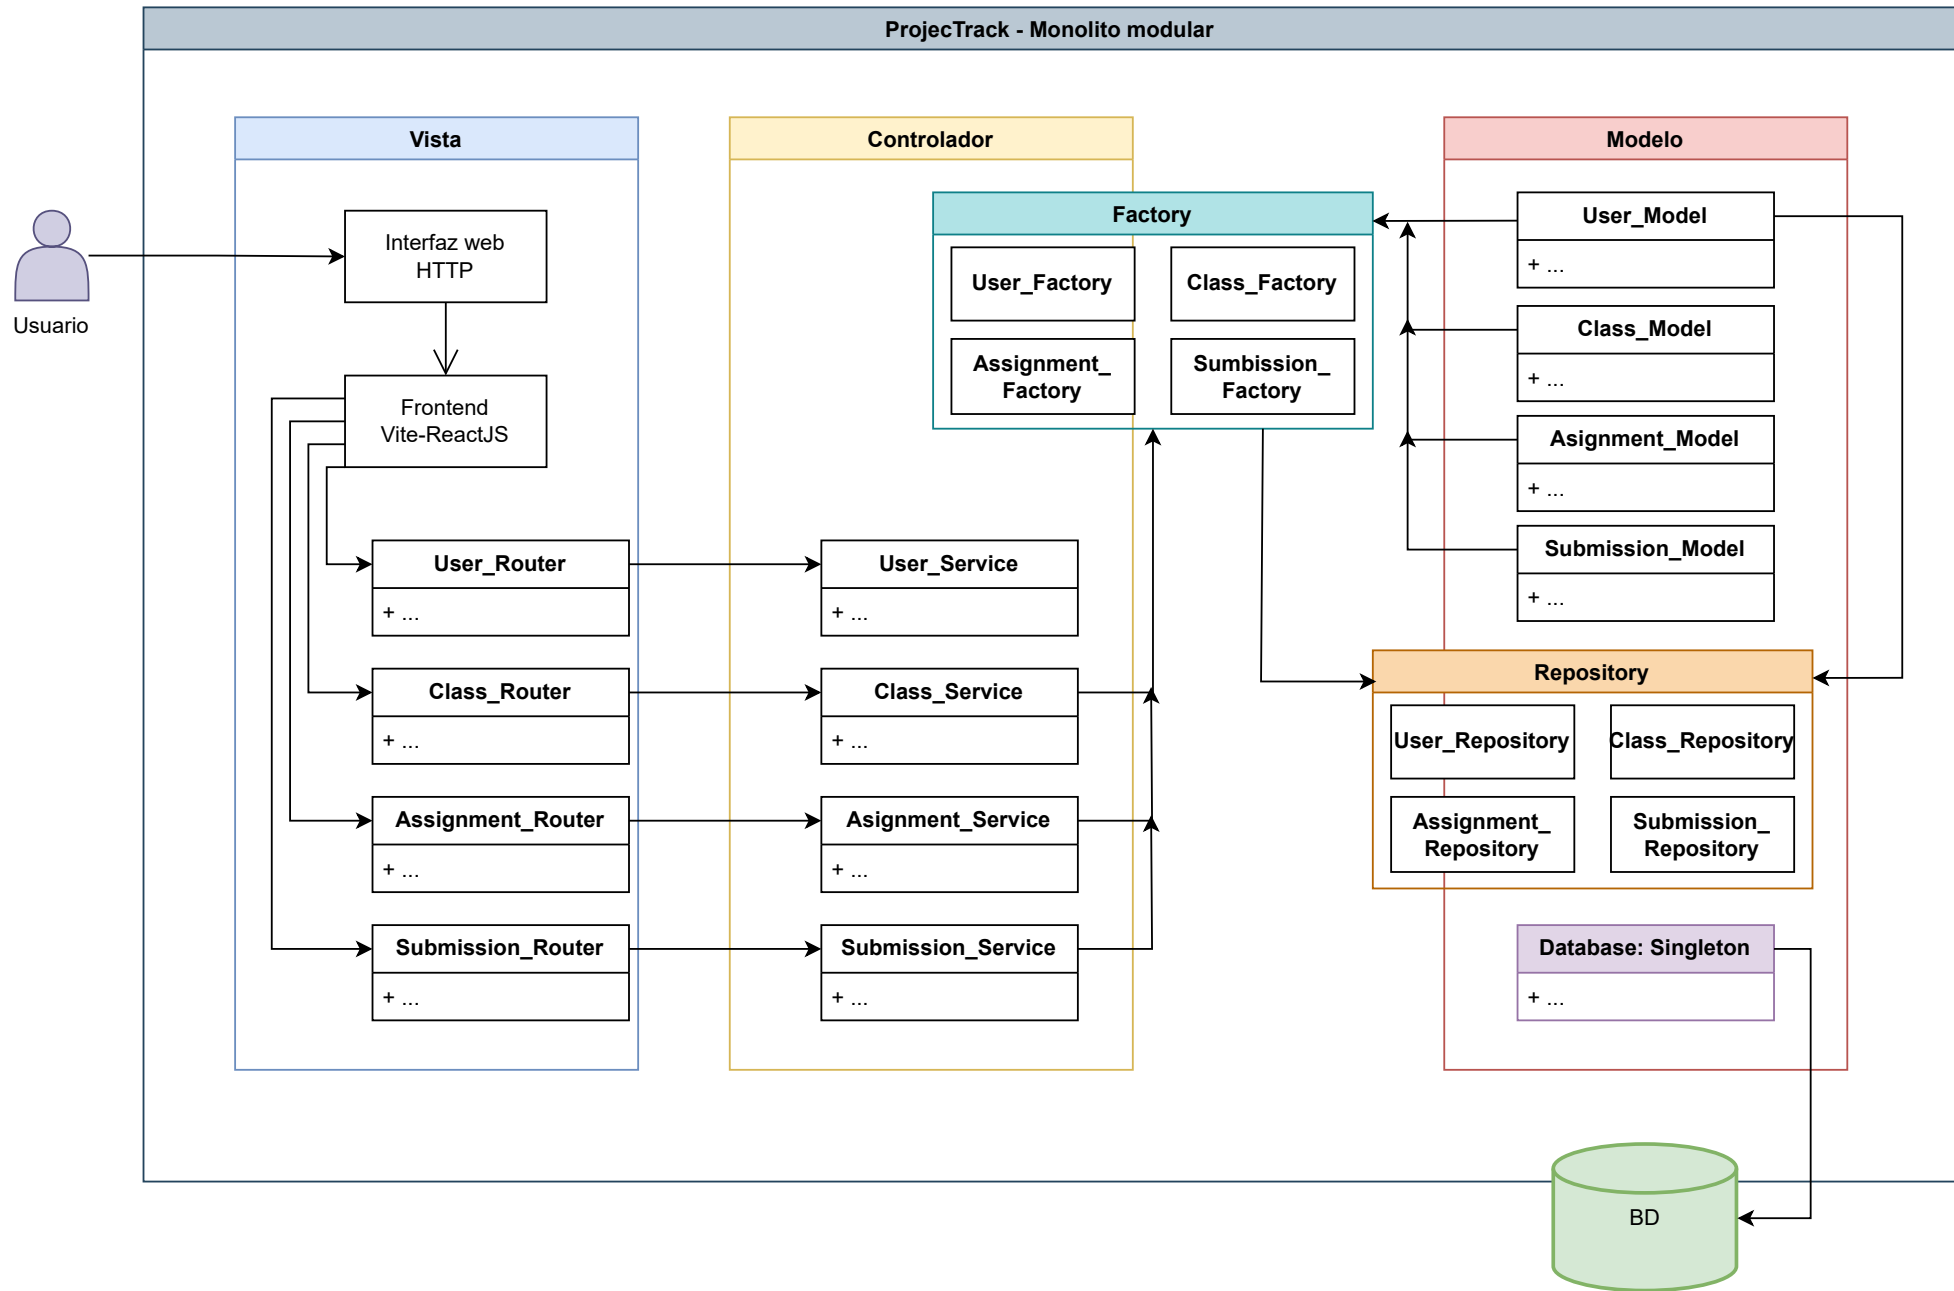 ProjecTrack - Monolito modular
Usuario
Vista
Interfaz web
HTTP
Frontend
Vite-ReactJS
User_Router
+ ...
Class_Router
+ ...
Assignment_Router
+ ...
Submission_Router
+ ...
Controlador
User_Service
+ ...
Class_Service
+ ...
Asignment_Service
+ ...
Submission_Service
+ ...
Factory
User_Factory
Class_Factory
Assignment_
Factory
Sumbission_
Factory
Modelo
User_Model
+ ...
Class_Model
+ ...
Asignment_Model
+ ...
Submission_Model
+ ...
Repository
User_Repository
Class_Repository
Assignment_
Repository
Submission_
Repository
Database: Singleton
+ ...
BD